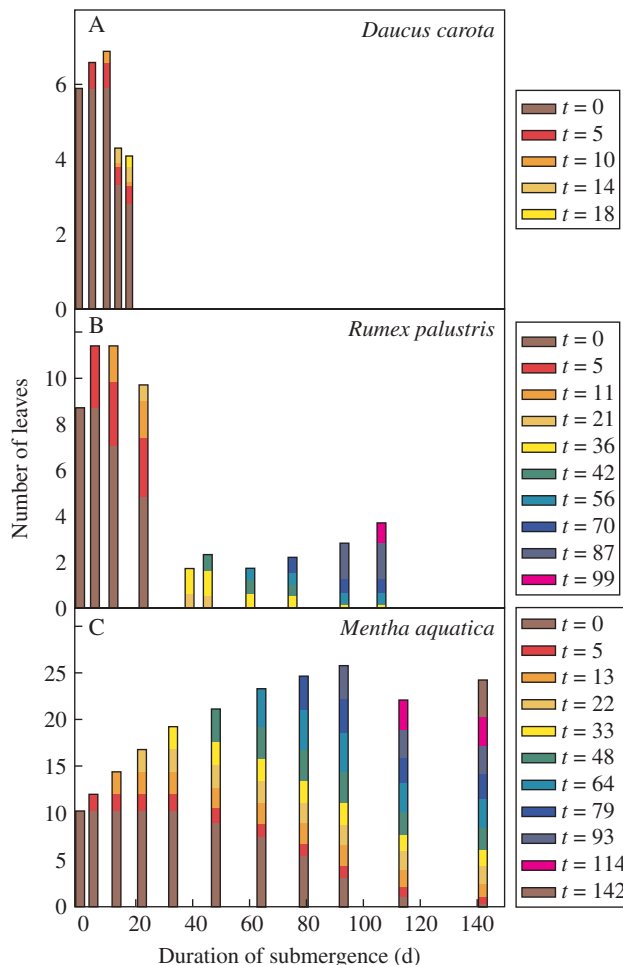 A
Daucus carota
6
4
2
0
t = 0
t = 5
t = 10
t = 14
t = 18
B
Rumex palustris
10
8
6
4
2
0
t = 0
t = 5
t = 11
t = 21
t = 36
t = 42
t = 56
t = 70
t = 87
t = 99
Number of leaves
C
Mentha aquatica
25
20
15
10
5
0
t = 0
t = 5
t = 13
t = 22
t = 33
t = 48
t = 64
t = 79
t = 93
t = 114
t = 142
0 20 40 60 80 100 120 140
Duration of submergence (d)